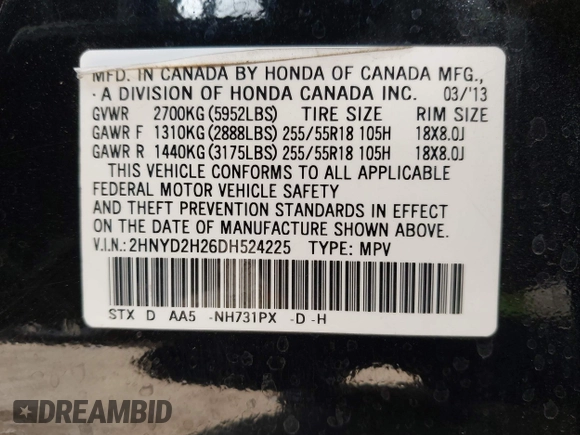 MFD. IN CANADA BY HONDA OF CANADA MFG.,
·A DIVISION OF HONDA CANADA INC. 03/'13
GVWR 2700KG(5952LBS) TIRE SIZE RIM SIZE
GAWR F 1310KG(2888LBS) 255/55R18 105H 18X8.0J
GAWR R 1440KG(3175LBS) 255/55R18 105H 18X8.0J
THIS VEHICLE CONFORMS TO ALL APPLICABLE
FEDERAL MOTOR VEHICLE SAFETY
AND THEFT PREVENTION STANDARDS IN EFFECT
ON THE DATE OF MANUFACTURE SHOWN ABOVE.
V.I.N.:2HNYD2H26DH524225 TYPE: MPV
STX D AA5 -NH731PX -D -H
DREAMBID